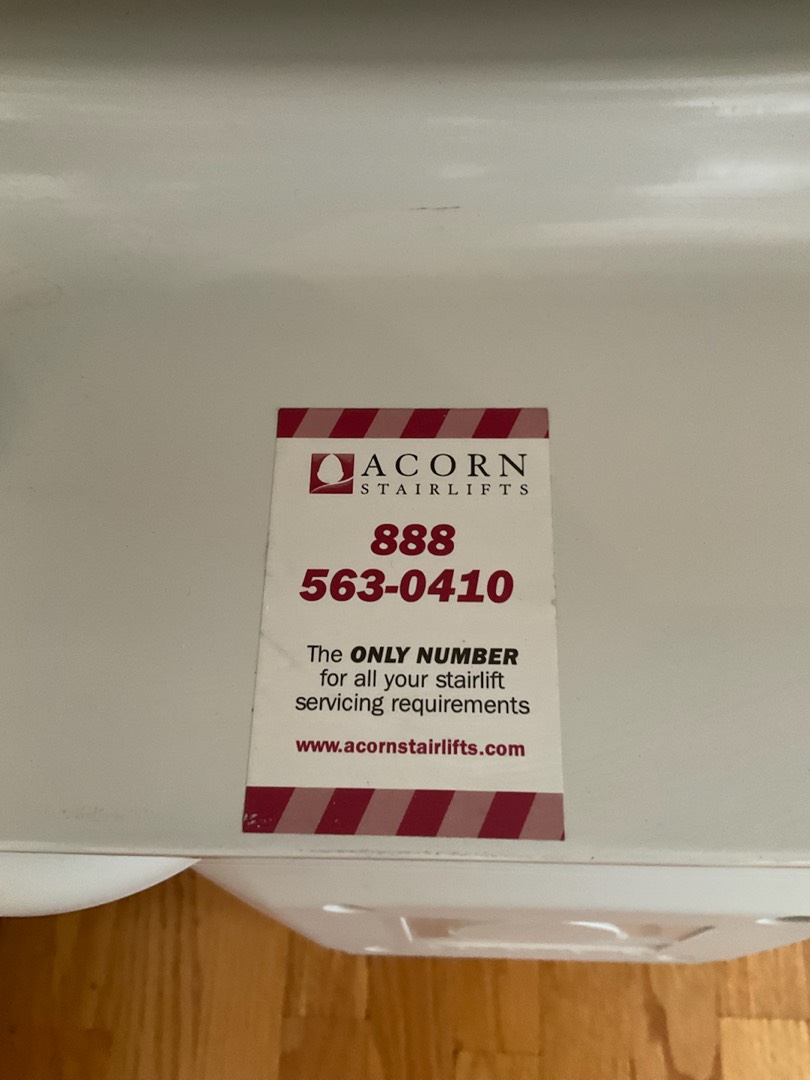 ACORN
STAIRLIFTS
888
563-0410
The ONLY NUMBER
for all your stairlift
servicing requirements
www.acornstairlifts.com